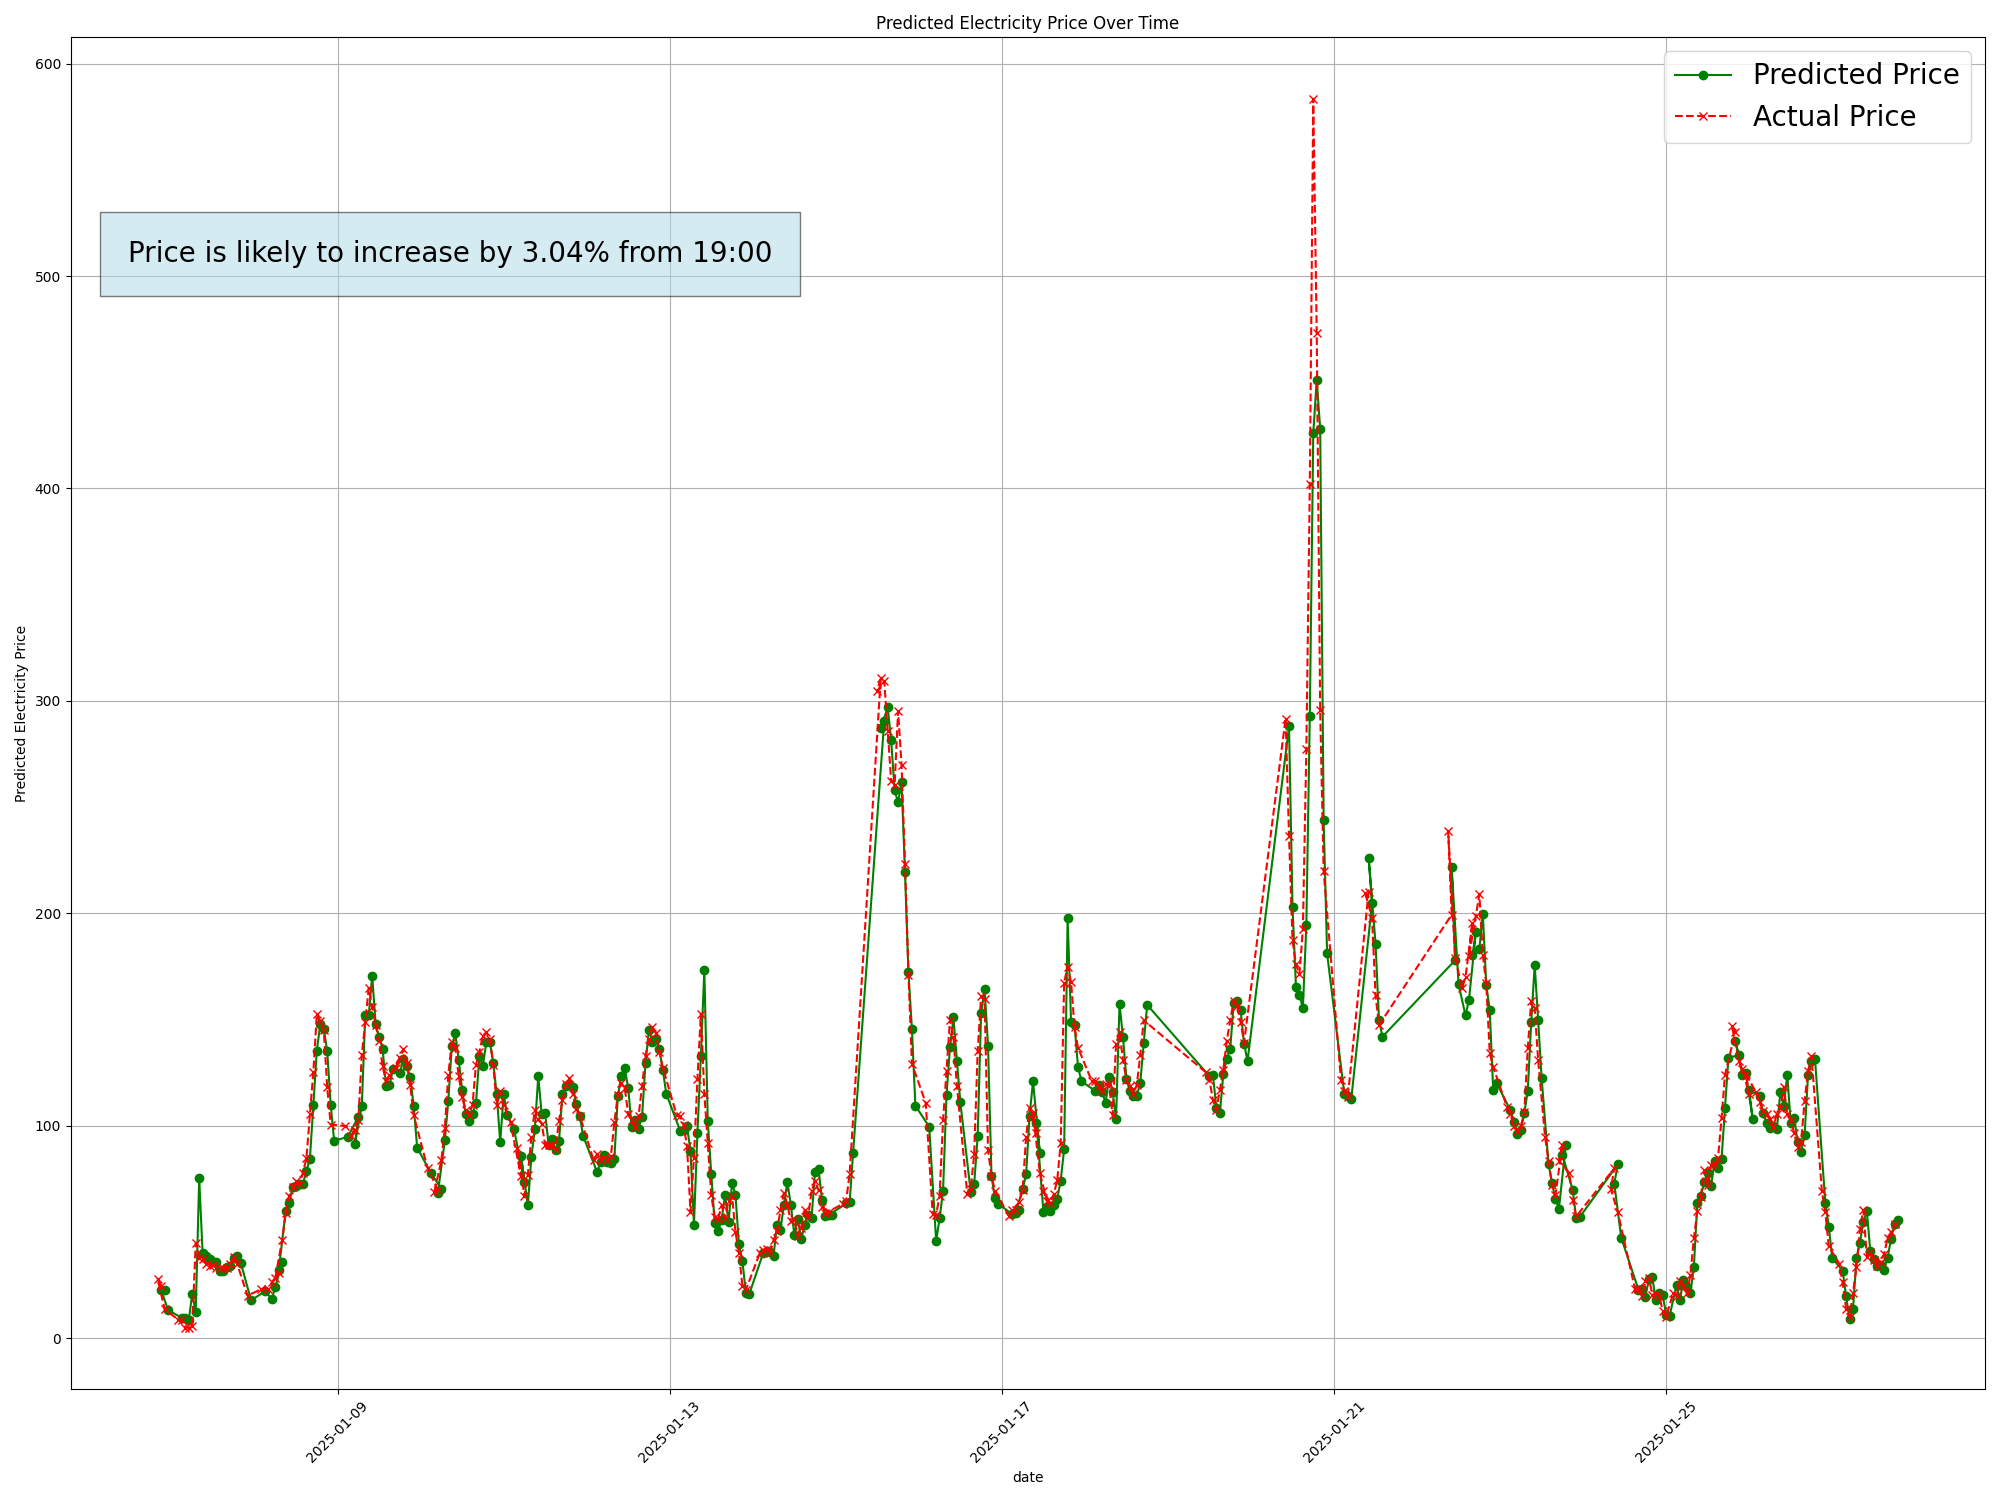 Predicted Electricity Price Over Time
Predicted Price
Actual Price
Price is likely to increase by 3.04% from 19:00
Predicted Electricity Price
600
500
400
300
200
100
0
2025-01-09
2025-01-13
2025-01-17
2025-01-21
2025-01-25
date